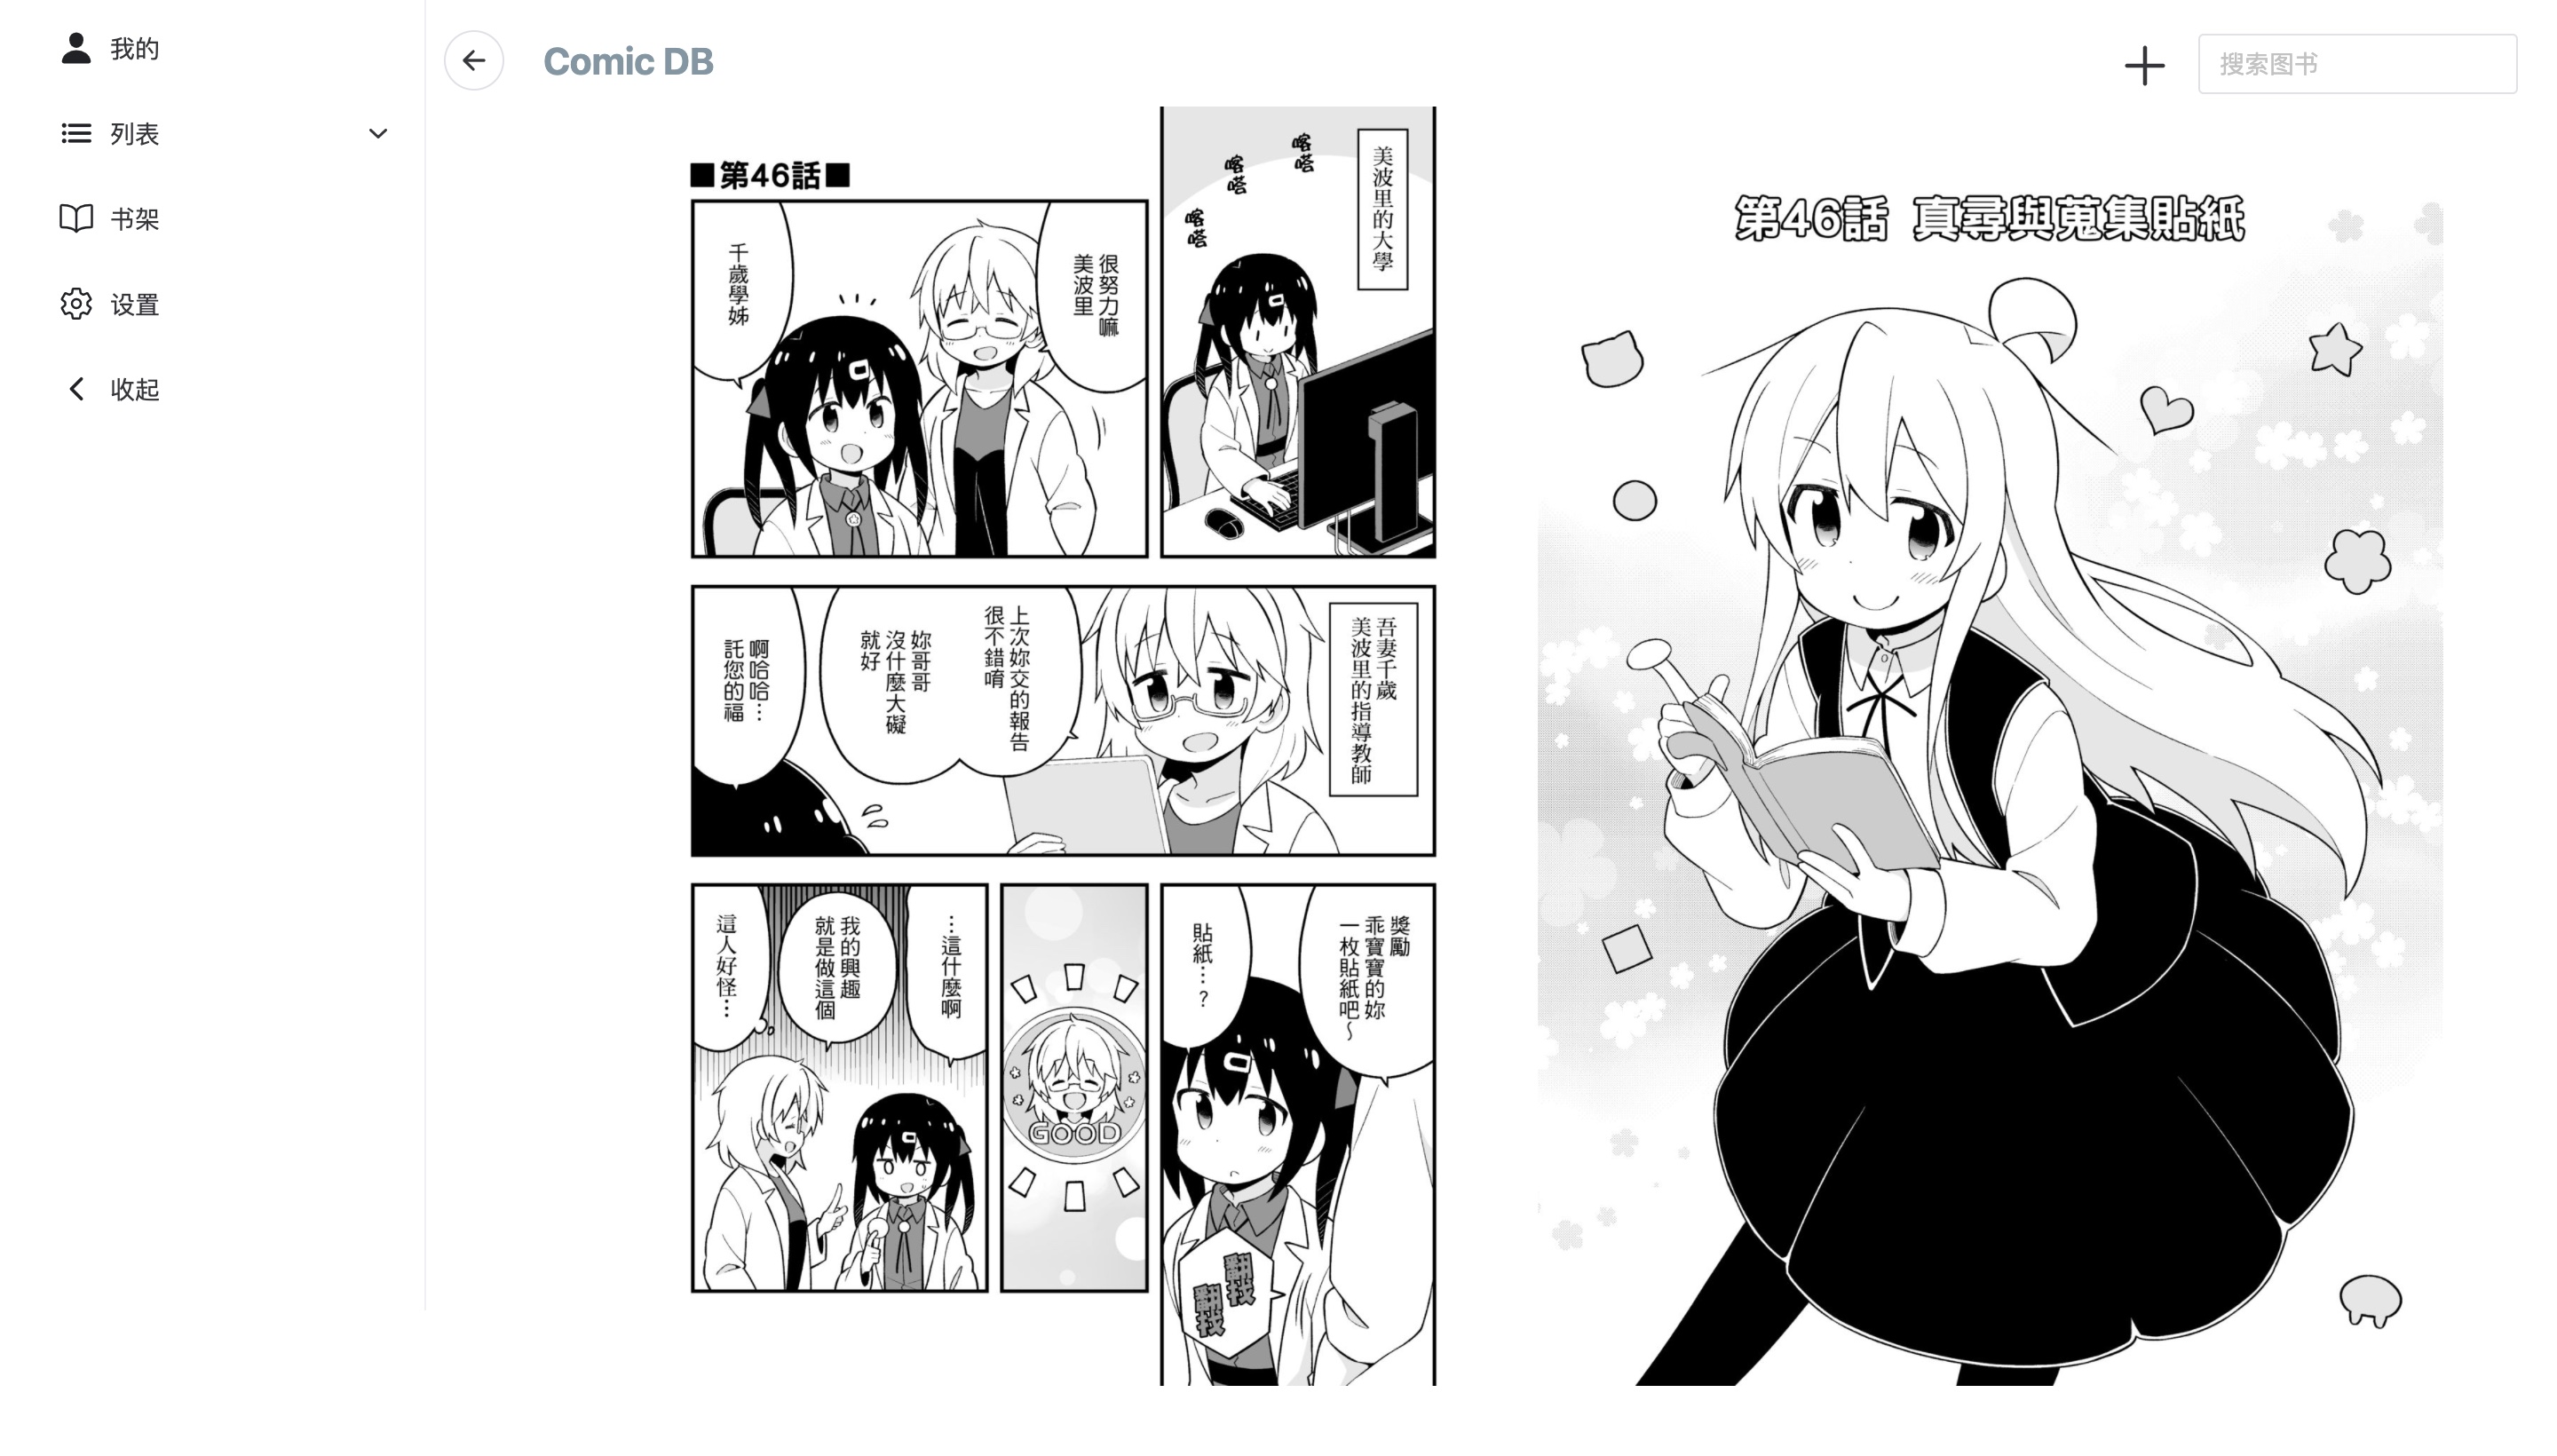 我的
列表
书架
设置
收起
Comic DB
搜索图书
第46話 真尋與蒐集貼紙
■第46話■
美波里的大學
喀嗒
喀嗒
喀嗒
很努力嘛
美波里
千歲學姊
吾妻千歲
美波里的指導教師
上次妳交的報告
很不錯唷
妳哥哥
沒什麼大礙
就好
啊哈哈…
託您的福
獎勵
乖寶寶的妳
一枚貼紙吧～
貼紙…？
翻找
翻找
GOOD
…這什麼啊
我的興趣
就是做這個
這人好怪…